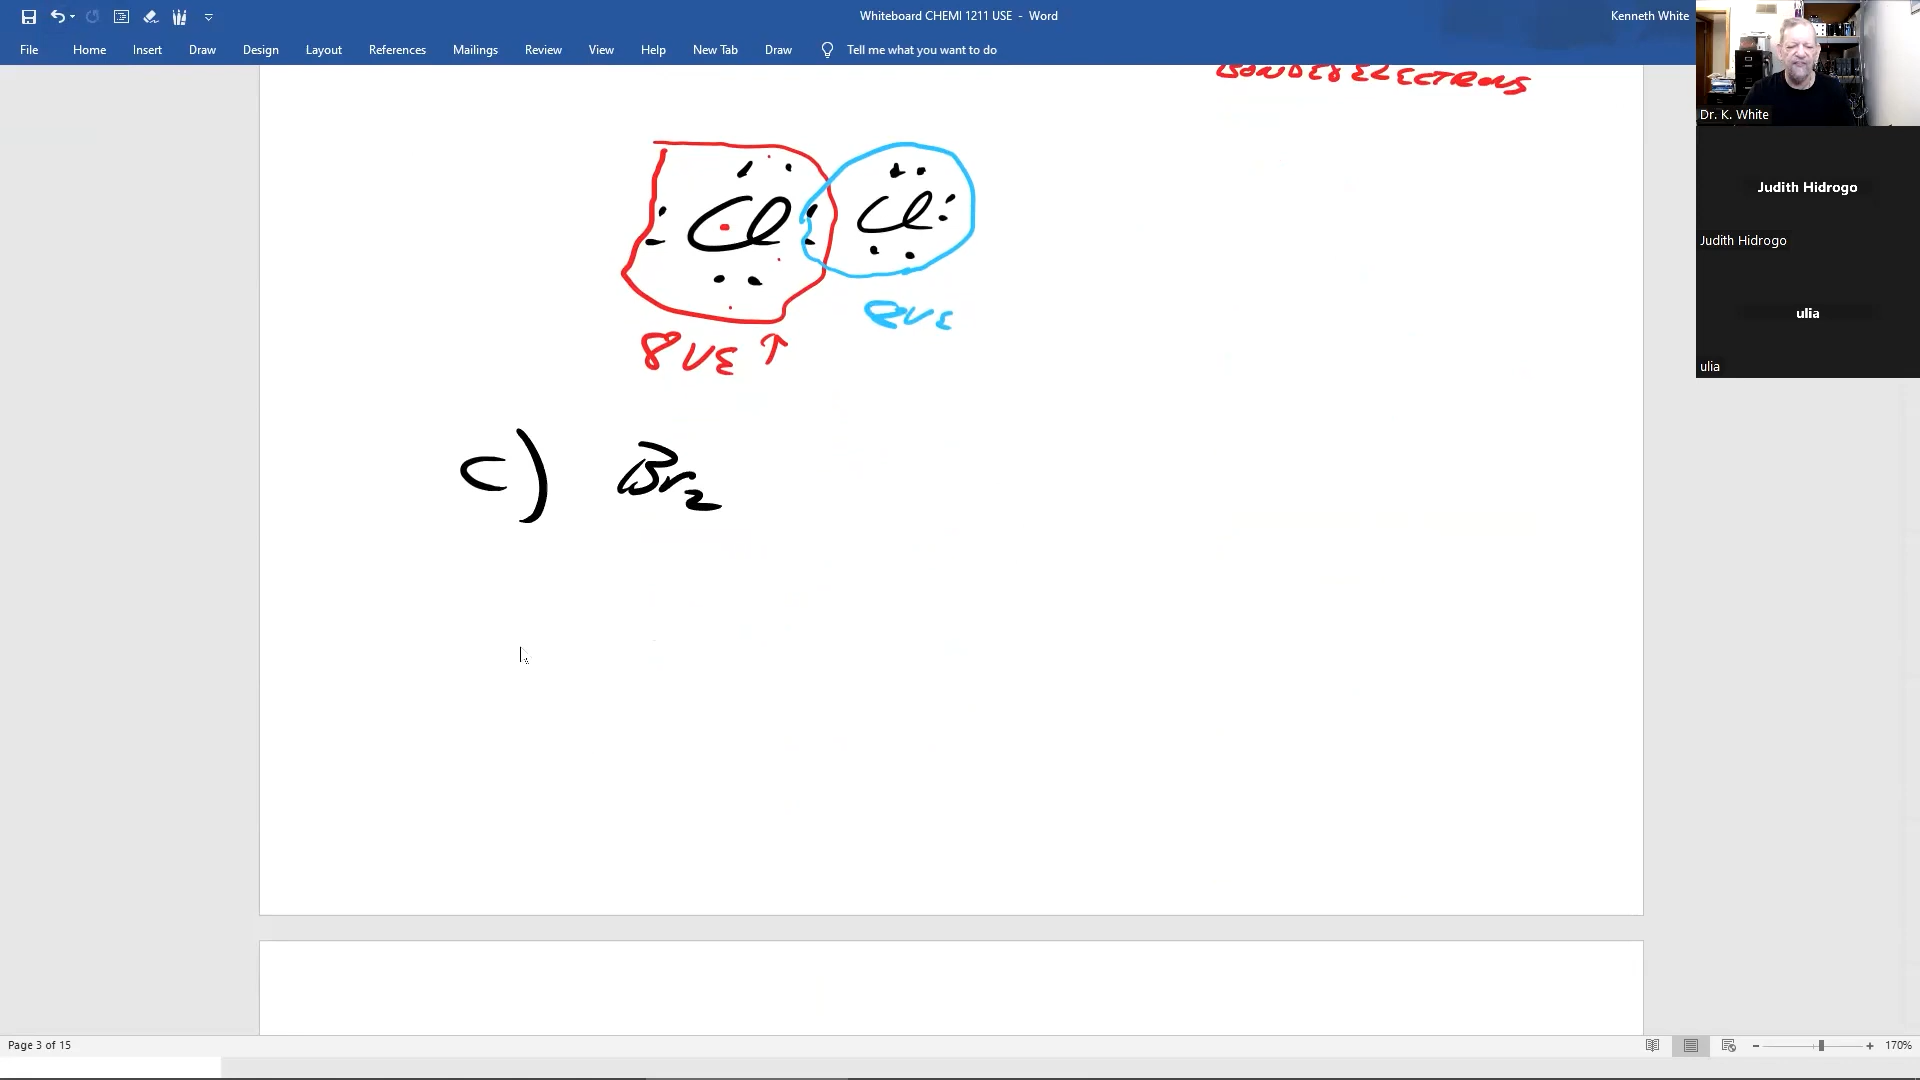 Whiteboard CHEMI 1211 USE - Word
Kenneth White
File Home Insert Draw Design Layout References Mailings Review View Help New Tab Draw Tell me what you want to do
BONDED ELECTRONS
Dr. K. White
Cl Cl
8VE ↑
8VE
Judith Hidrogo
Judith Hidrogo
ulia
ulia
c) Br2
Page 3 of 15
170%